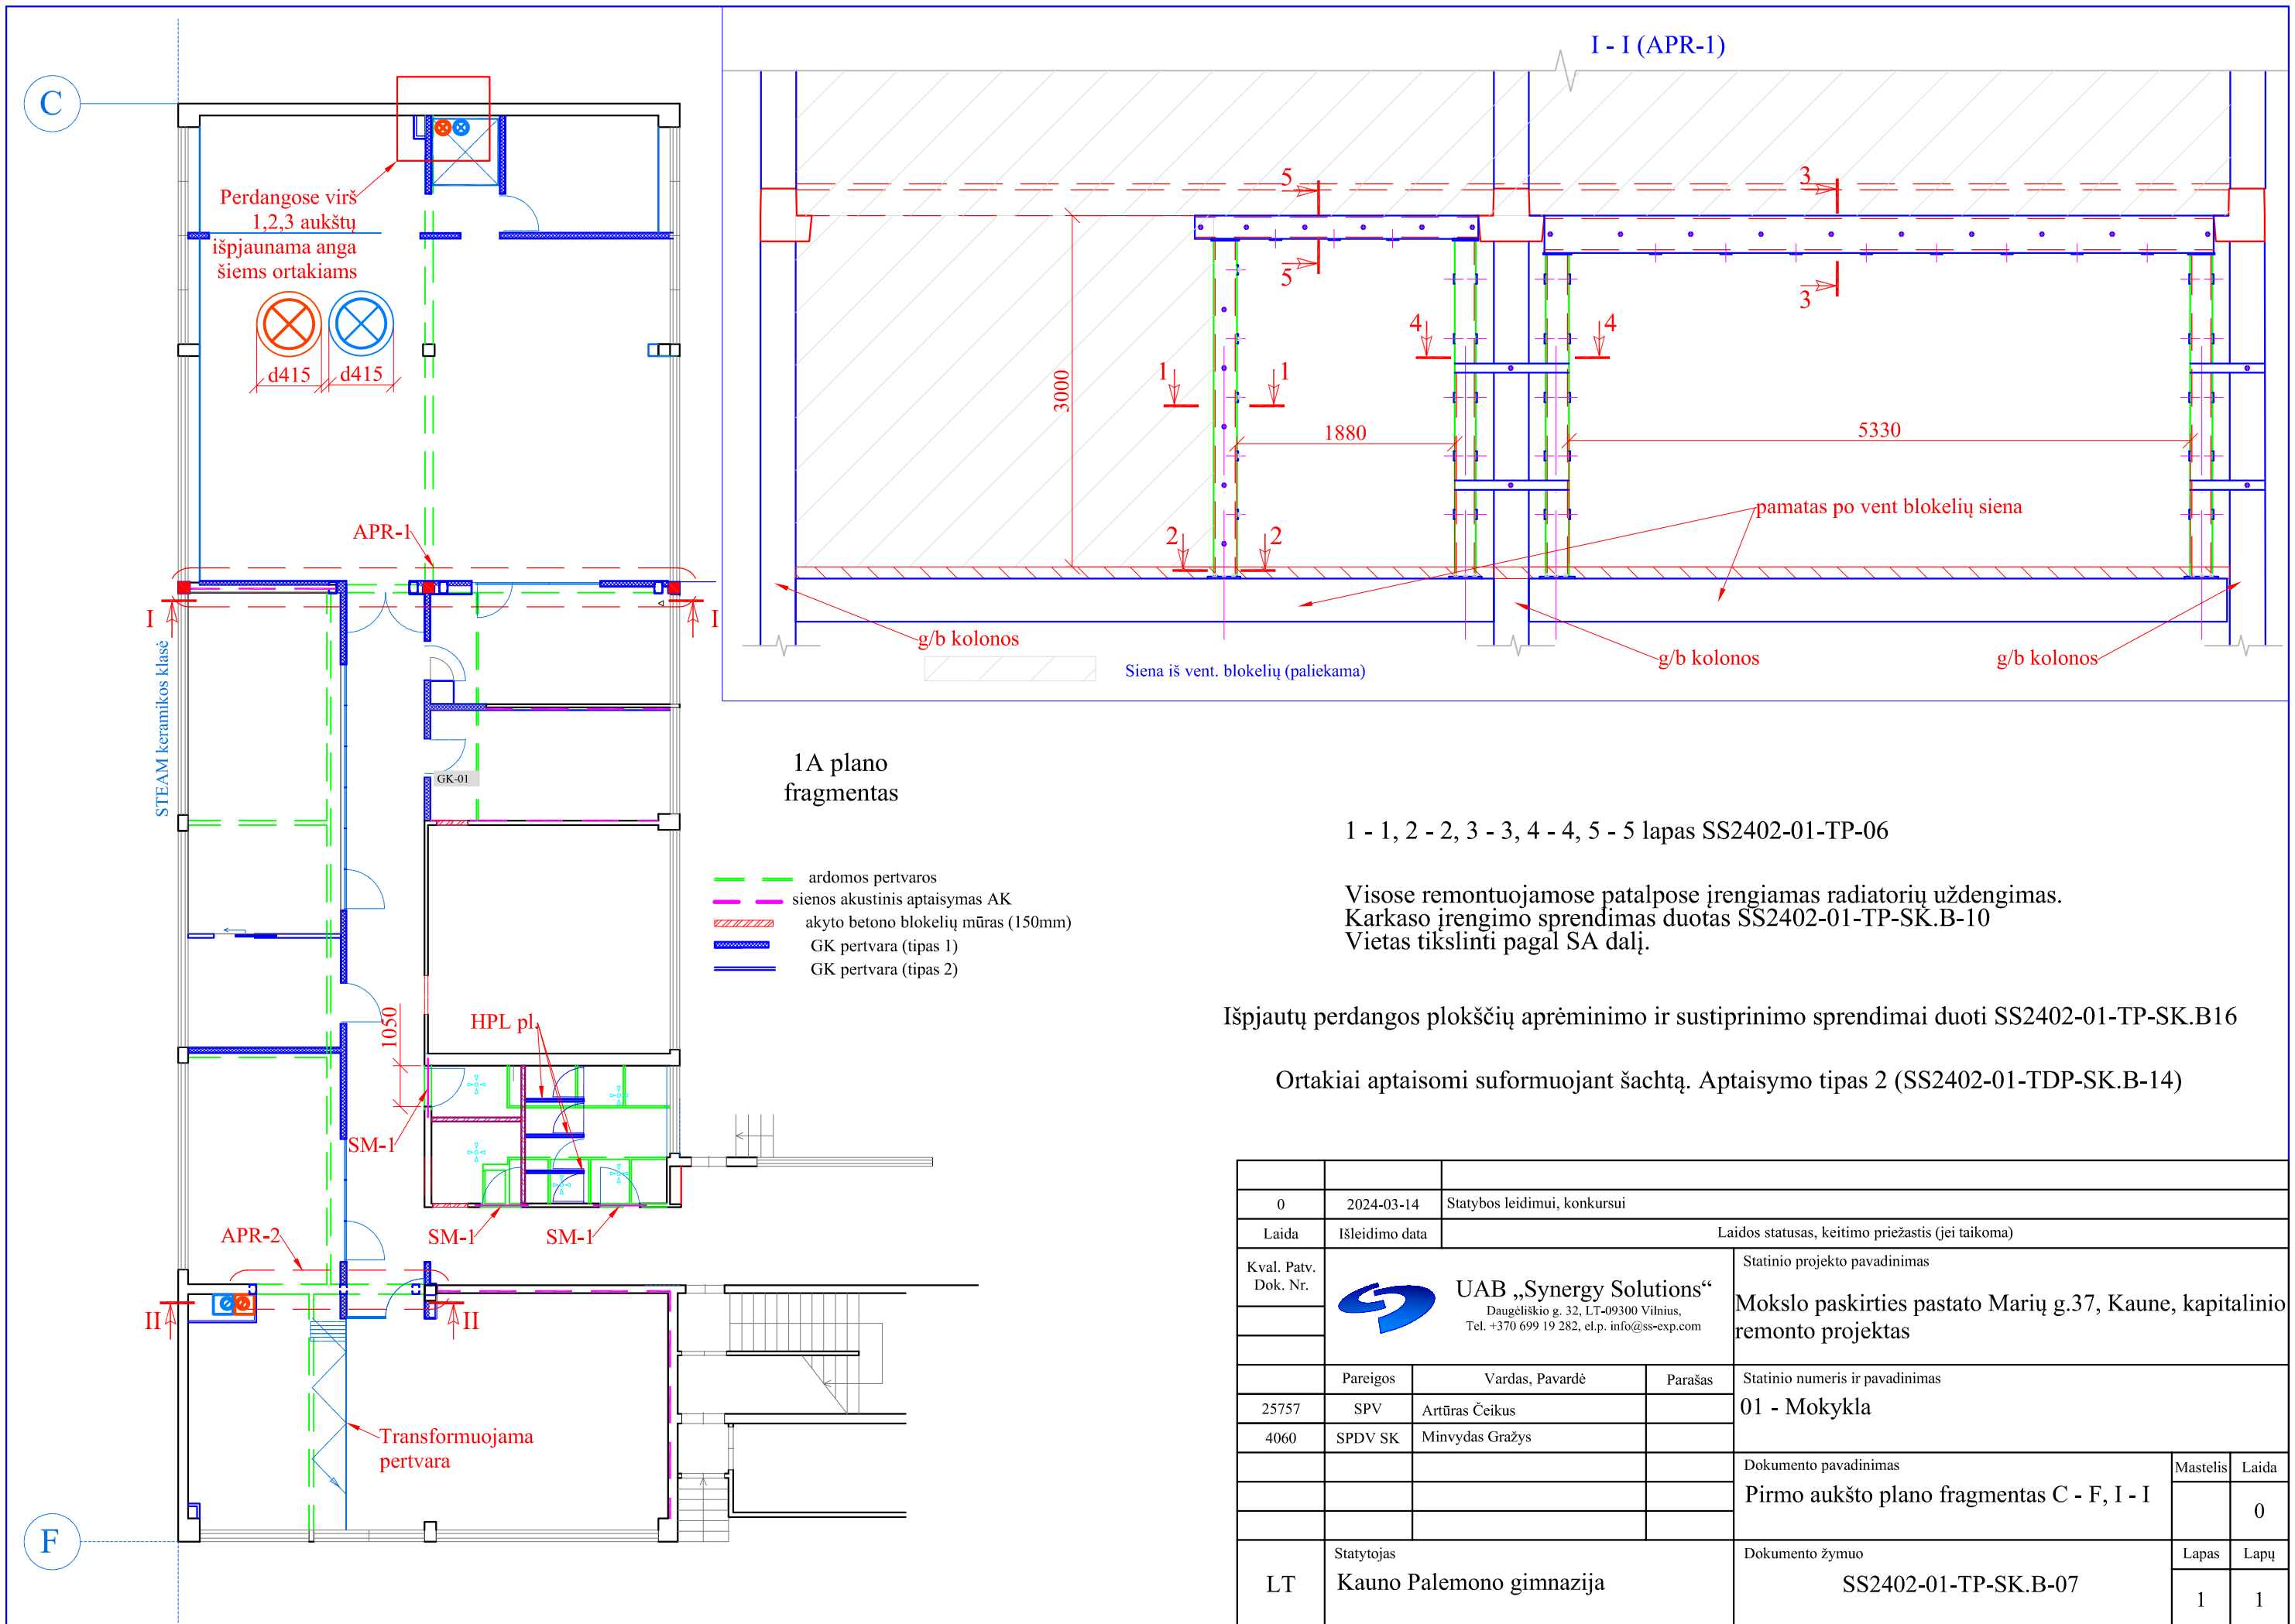 I - I (APR-1)
C
Perdangose virš
1,2,3 aukštų
išpjaunama anga
šiems ortakiams
d415
d415
APR-1
I
I
STEAM keramikos klasė
GK-01
1050
HPL pl.
SM-1
SM-1
SM-1
APR-2
II
II
Transformuojama
pertvara
F
5
5
3
3
4
4
1
1
2
2
3000
1880
5330
pamatas po vent blokelių siena
g/b kolonos
g/b kolonos
g/b kolonos
Siena iš vent. blokelių (paliekama)
1A plano
fragmentas
ardomos pertvaros
sienos akustinis aptaisymas AK
akyto betono blokelių mūras (150mm)
GK pertvara (tipas 1)
GK pertvara (tipas 2)
1 - 1, 2 - 2, 3 - 3, 4 - 4, 5 - 5 lapas SS2402-01-TP-06
Visose remontuojamose patalpose įrengiamas radiatorių uždengimas.
Karkaso įrengimo sprendimas duotas SS2402-01-TP-SK.B-10
Vietas tikslinti pagal SA dalį.
Išpjautų perdangos plokščių aprėminimo ir sustiprinimo sprendimai duoti SS2402-01-TP-SK.B16
Ortakiai aptaisomi suformuojant šachtą. Aptaisymo tipas 2 (SS2402-01-TDP-SK.B-14)
0 2024-03-14 Statybos leidimui, konkursui
Laida Išleidimo data Laidos statusas, keitimo priežastis (jei taikoma)
Kval. Patv.
Dok. Nr.
UAB „Synergy Solutions“
Daugėliškio g. 32, LT-09300 Vilnius,
Tel. +370 699 19 282, el.p. info@ss-exp.com
Statinio projekto pavadinimas
Mokslo paskirties pastato Marių g.37, Kaune, kapitalinio
remonto projektas
Pareigos Vardas, Pavardė Parašas
25757 SPV Artūras Čeikus
4060 SPDV SK Minvydas Gražys
Statinio numeris ir pavadinimas
01 - Mokykla
Dokumento pavadinimas
Pirmo aukšto plano fragmentas C - F, I - I
Mastelis Laida
0
LT
Statytojas
Kauno Palemono gimnazija
Dokumento žymuo
SS2402-01-TP-SK.B-07
Lapas Lapų
1 1